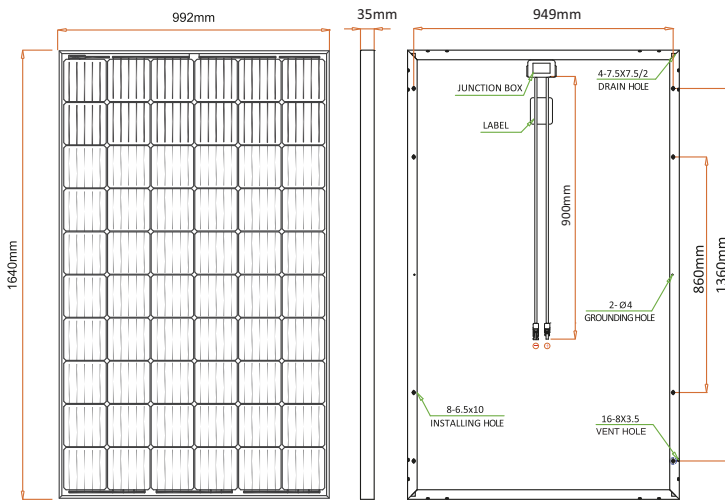 992mm
35mm
949mm
1640mm
4-7.5X7.5/2
DRAIN HOLE
JUNCTION BOX
LABEL
900mm
860mm
1360mm
2- Ø4
GROUNDING HOLE
8-6.5x10
INSTALLING HOLE
16-8X3.5
VENT HOLE